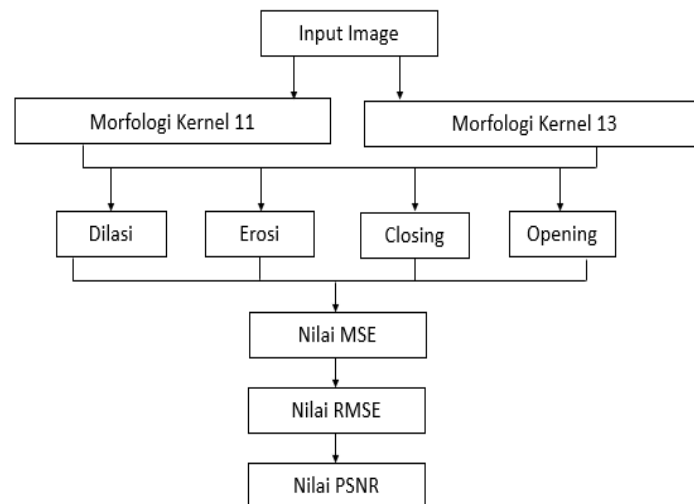 Input Image
Morfologi Kernel 11
Morfologi Kernel 13
Dilasi
Erosi
Closing
Opening
Nilai MSE
Nilai RMSE
Nilai PSNR